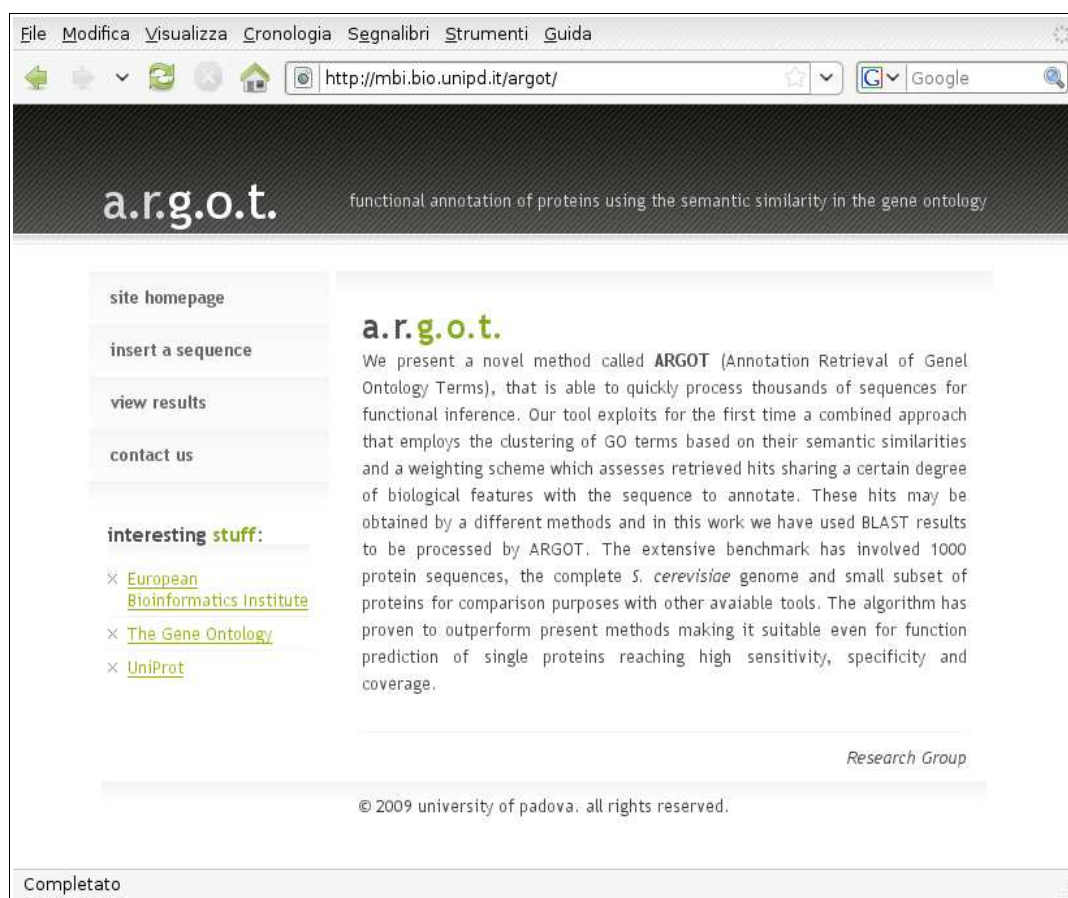 File Modifica Visualizza Cronologia Segnalibri Strumenti Guida
http://mbi.bio.unipd.it/argot/
Google
a.r.g.o.t.
functional annotation of proteins using the semantic similarity in the gene ontology
site homepage
insert a sequence
view results
contact us
interesting stuff:
European
Bioinformatics Institute
The Gene Ontology
UniProt
a.r.g.o.t.
We present a novel method called ARGOT (Annotation Retrieval of Genel
Ontology Terms), that is able to quickly process thousands of sequences for
functional inference. Our tool exploits for the first time a combined approach
that employs the clustering of GO terms based on their semantic similarities
and a weighting scheme which assesses retrieved hits sharing a certain degree
of biological features with the sequence to annotate. These hits may be
obtained by a different methods and in this work we have used BLAST results
to be processed by ARGOT. The extensive benchmark has involved 1000
protein sequences, the complete S. cerevisiae genome and small subset of
proteins for comparison purposes with other avaiable tools. The algorithm has
proven to outperform present methods making it suitable even for function
prediction of single proteins reaching high sensitivity, specificity and
coverage.
Research Group
© 2009 university of padova. all rights reserved.
Completato